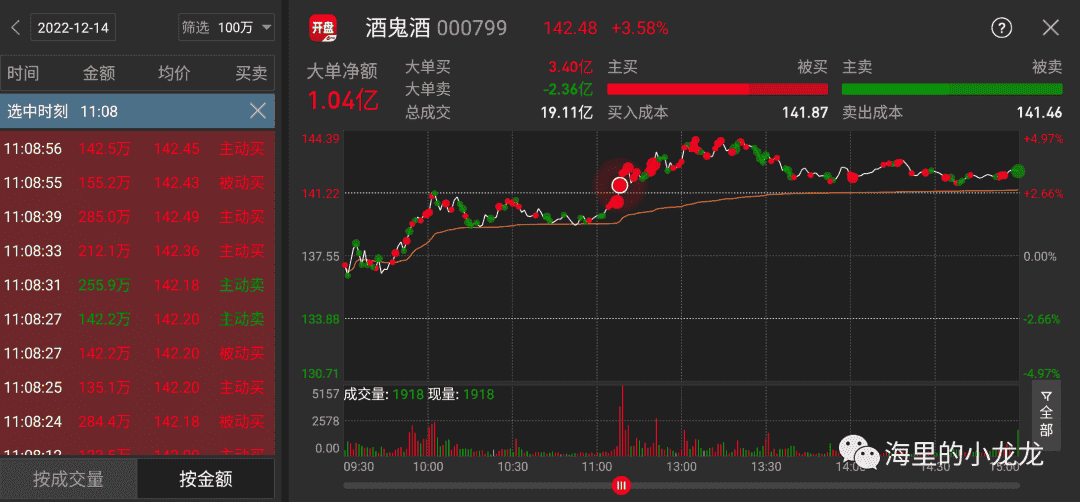 2022-12-14
筛选 100万
时间 金额 均价 买卖
选中时刻 11:08
11:08:56 142.5万 142.45 主动买
11:08:55 155.2万 142.43 被动买
11:08:39 285.0万 142.49 主动买
11:08:33 212.1万 142.36 主动买
11:08:31 255.9万 142.18 主动卖
11:08:27 142.2万 142.20 主动卖
11:08:27 142.2万 142.20 被动买
11:08:25 135.1万 142.20 主动买
11:08:24 284.4万 142.18 被动买
按成交量 按金额
开盘
酒鬼酒 000799 142.48 +3.58%
?
大单净额
1.04亿
大单买 3.40亿
大单卖 -2.36亿
总成交 19.11亿
主买 被买
买入成本 141.87
主卖 被卖
卖出成本 141.46
144.39 +4.97%
141.22 +2.66%
137.55 0.00%
133.88 -2.66%
130.71 -4.97%
5157 成交量: 1918 现量: 1918
2578
0.00
全部
09:30 10:00 10:30 11:00 13:00 13:30 14:00 14:30 15:00
海里的小龙龙